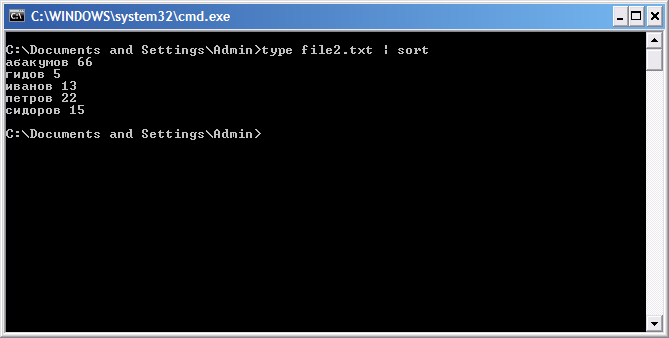 C:\WINDOWS\system32\cmd.exe
C:\Documents and Settings\Admin>type file2.txt | sort
абакумов 66
гидов 5
иванов 13
петров 22
сидоров 15
C:\Documents and Settings\Admin>